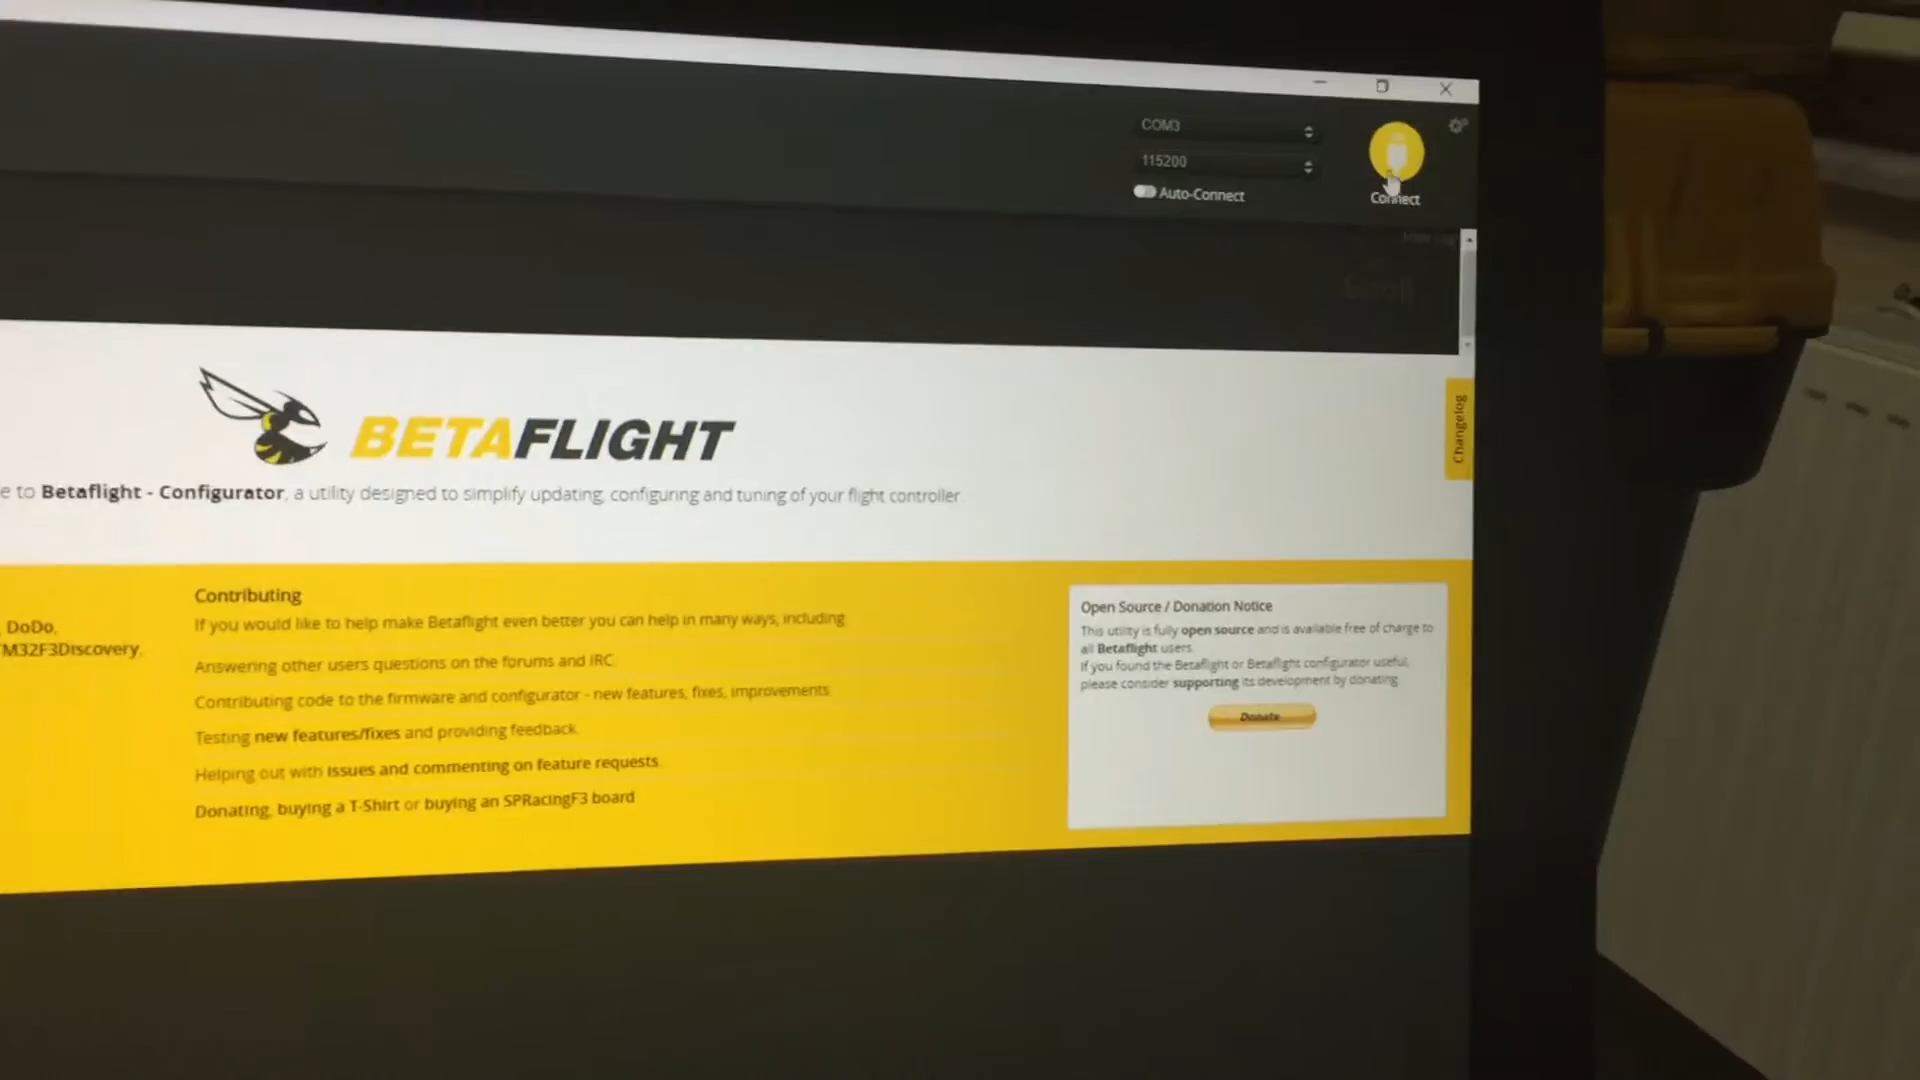 COM3
115200
Auto-Connect
Connect
Scroll
Changelog
BETAFLIGHT
e to Betaflight - Configurator, a utility designed to simplify updating, configuring and tuning of your flight controller
, DoDo,
M32F3Discovery,
Contributing
If you would like to help make Betaflight even better you can help in many ways, including:
Answering other users questions on the forums and IRC.
Contributing code to the firmware and configurator - new features, fixes, improvements
Testing new features/fixes and providing feedback.
Helping out with issues and commenting on feature requests.
Donating, buying a T-Shirt or buying an SPRacingF3 board
Open Source / Donation Notice
This utility is fully open source and is available free of charge to
all Betaflight users.
If you found the Betaflight or Betaflight configurator useful,
please consider supporting its development by donating.
Donate